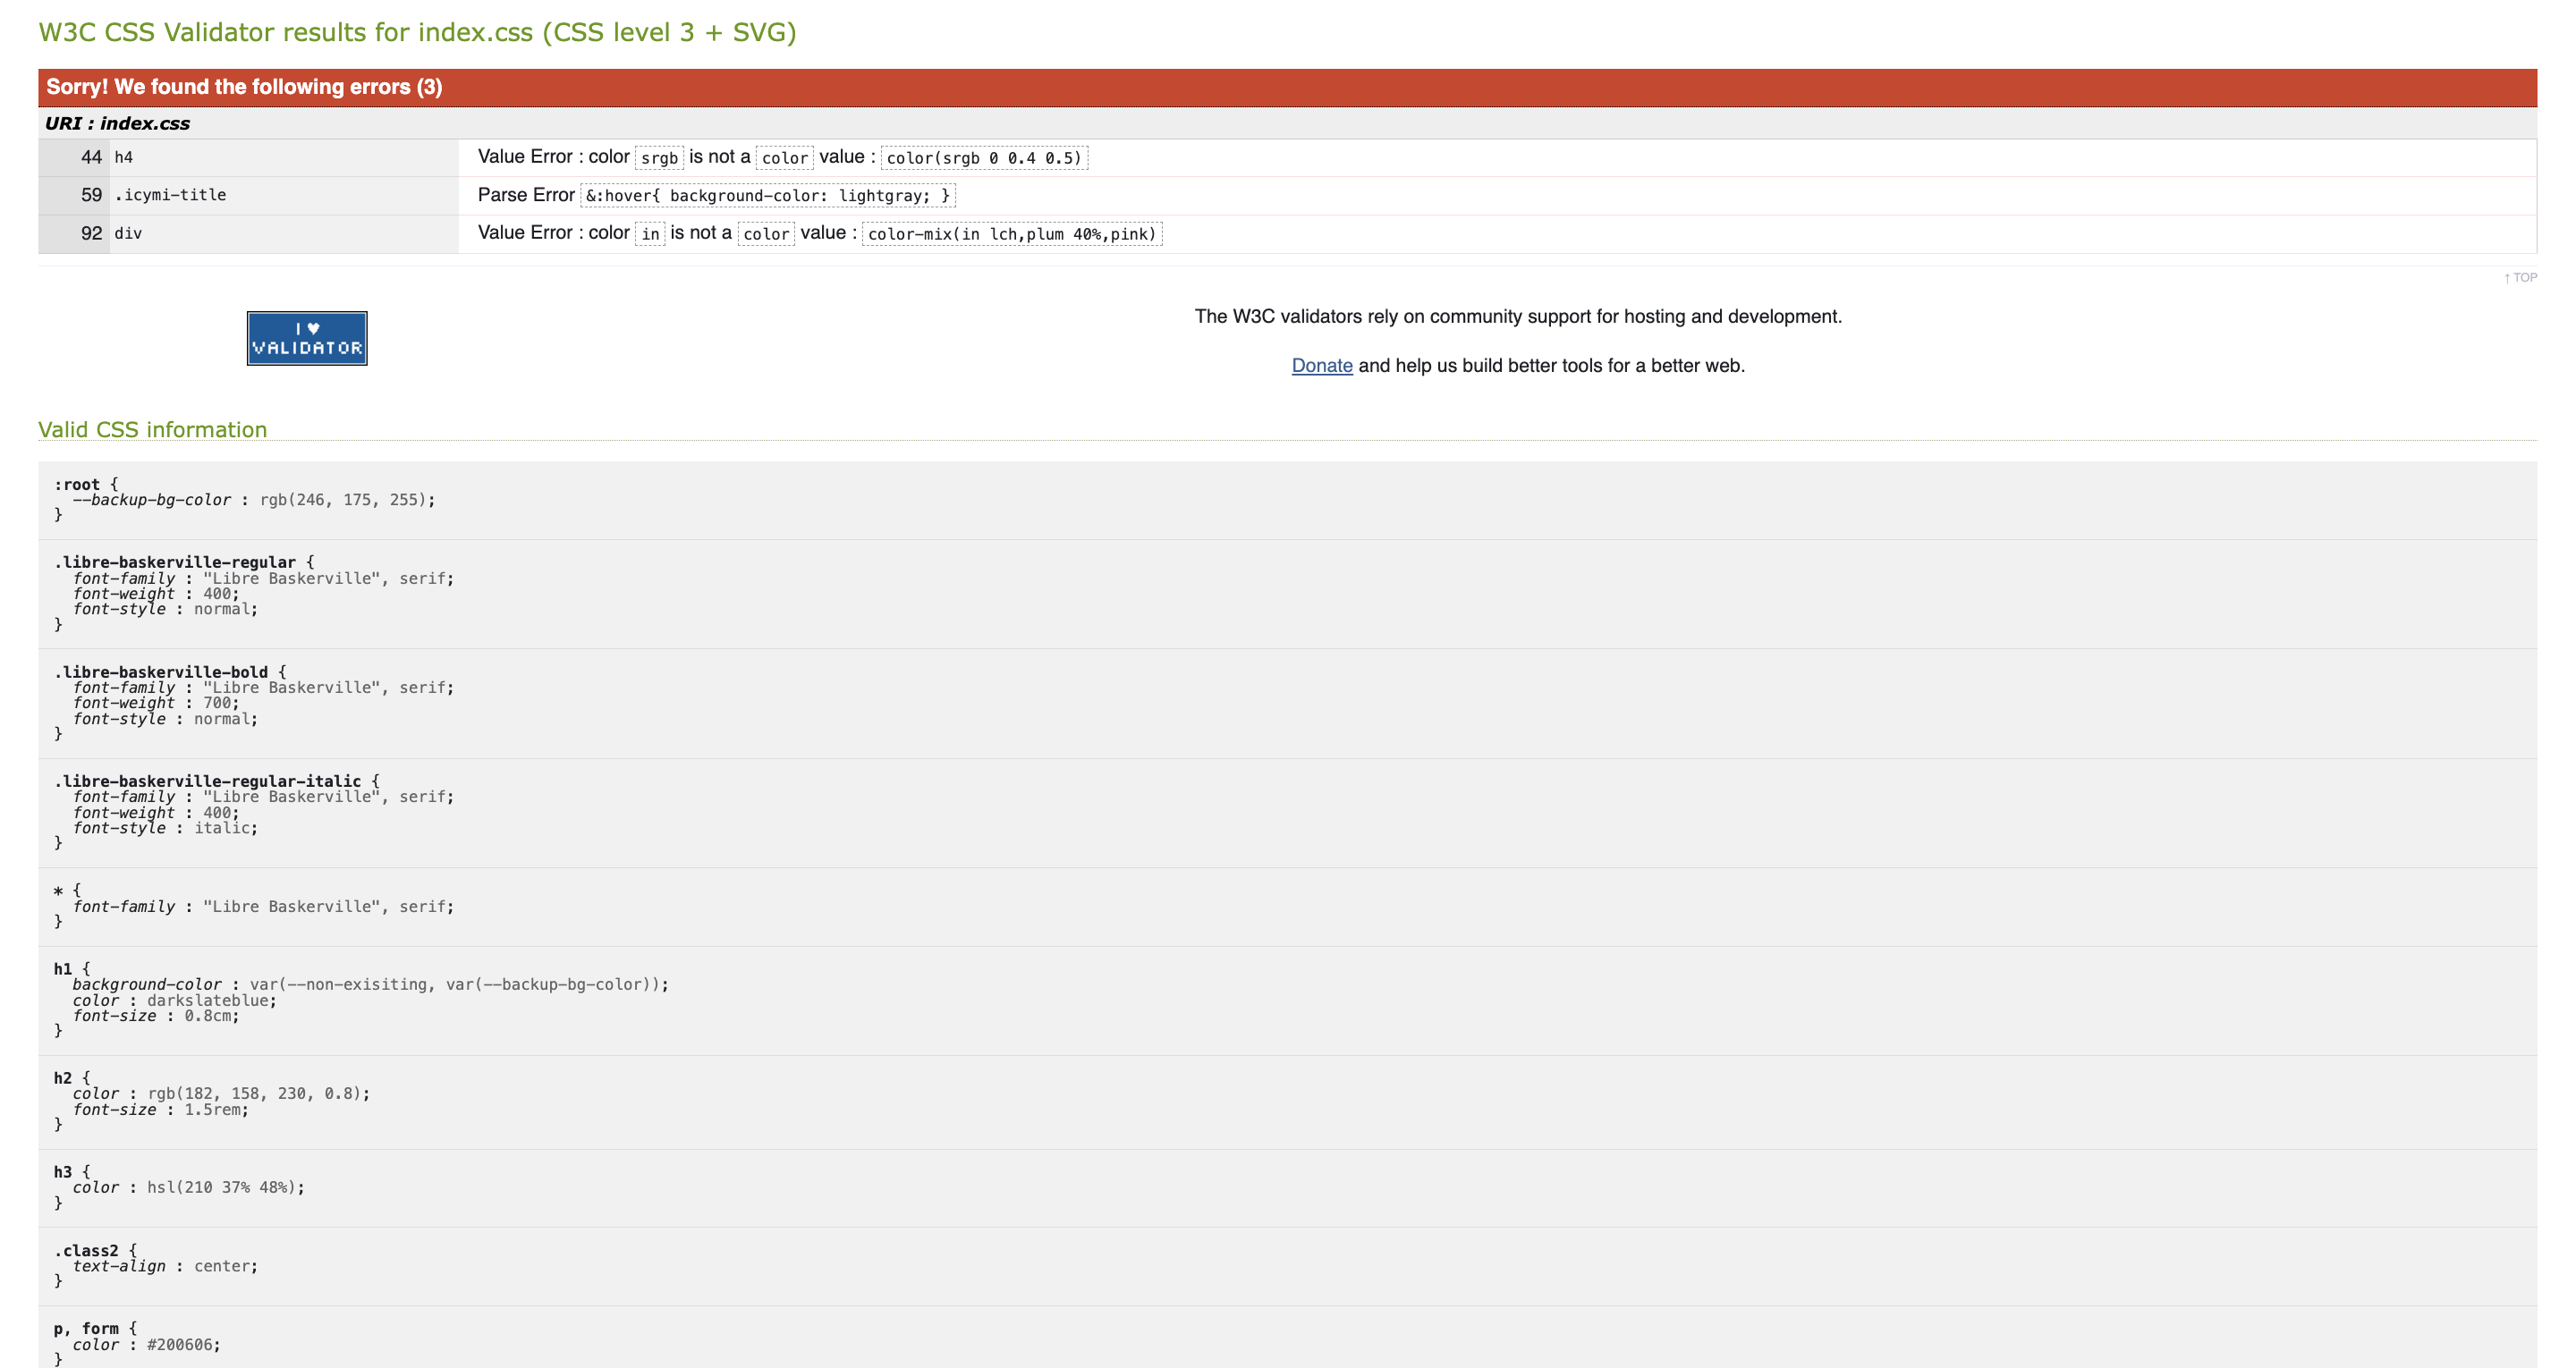 W3C CSS Validator results for index.css (CSS level 3 + SVG)
Sorry! We found the following errors (3)
URI : index.css
44 h4 Value Error : color srgb is not a color value : color(srgb 0 0.4 0.5)
59 .icymi-title Parse Error &:hover{ background-color: lightgray; }
92 div Value Error : color in is not a color value : color-mix(in lch,plum 40%,pink)
↑ TOP
I ♥
VALIDATOR
The W3C validators rely on community support for hosting and development.
Donate and help us build better tools for a better web.
Valid CSS information
:root {
--backup-bg-color : rgb(246, 175, 255);
}
.libre-baskerville-regular {
font-family : "Libre Baskerville", serif;
font-weight : 400;
font-style : normal;
}
.libre-baskerville-bold {
font-family : "Libre Baskerville", serif;
font-weight : 700;
font-style : normal;
}
.libre-baskerville-regular-italic {
font-family : "Libre Baskerville", serif;
font-weight : 400;
font-style : italic;
}
* {
font-family : "Libre Baskerville", serif;
}
h1 {
background-color : var(--non-exisiting, var(--backup-bg-color));
color : darkslateblue;
font-size : 0.8cm;
}
h2 {
color : rgb(182, 158, 230, 0.8);
font-size : 1.5rem;
}
h3 {
color : hsl(210 37% 48%);
}
.class2 {
text-align : center;
}
p, form {
color : #200606;
}